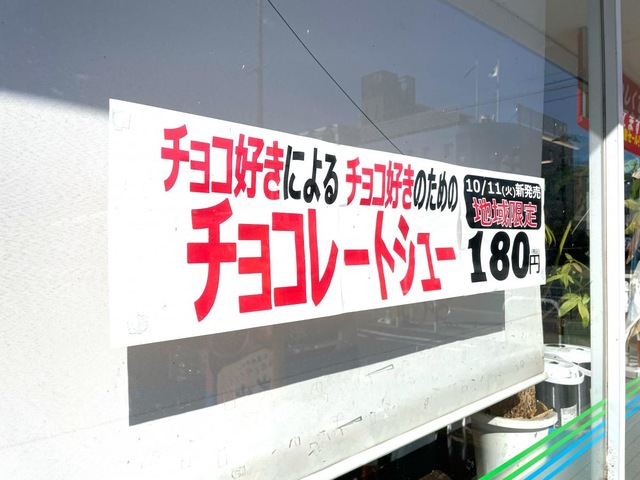 チョコ好きによる チョコ好きのための
チョコレートシュー
10/11(火)新発売
地域限定
180円